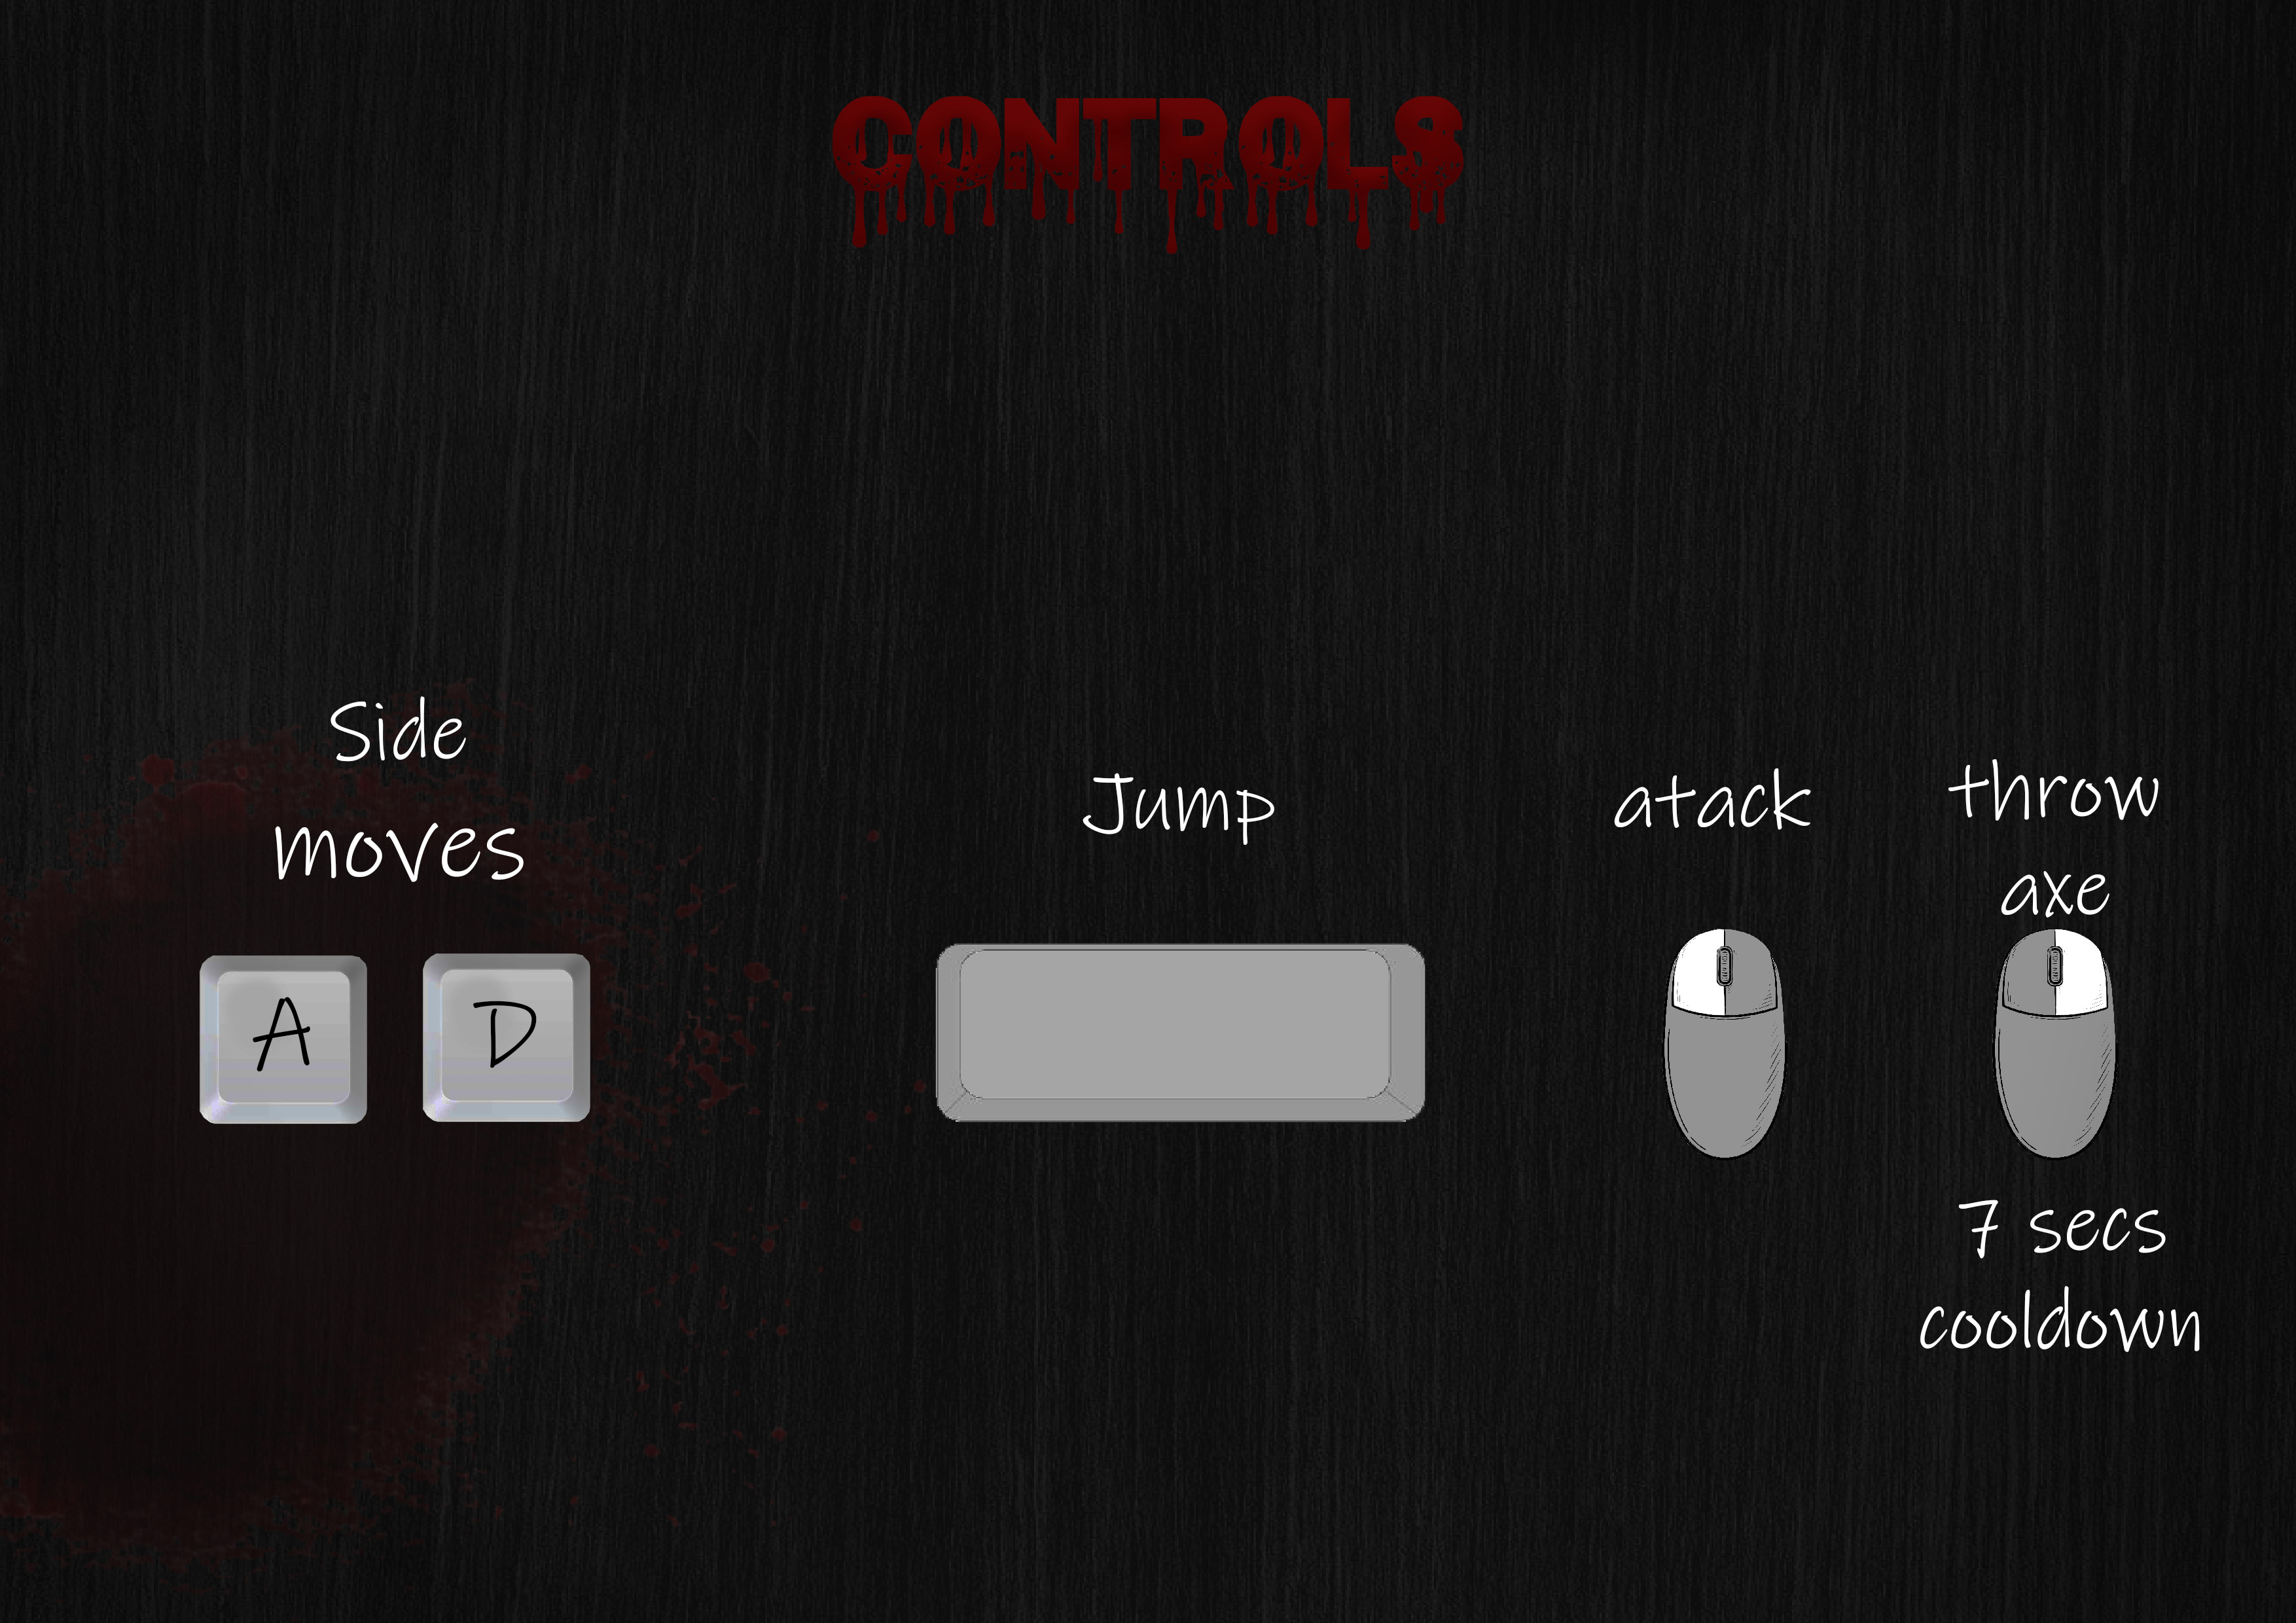 CONTROLS
Side
moves
A
D
Jump
atack
throw
axe
7 secs
cooldown